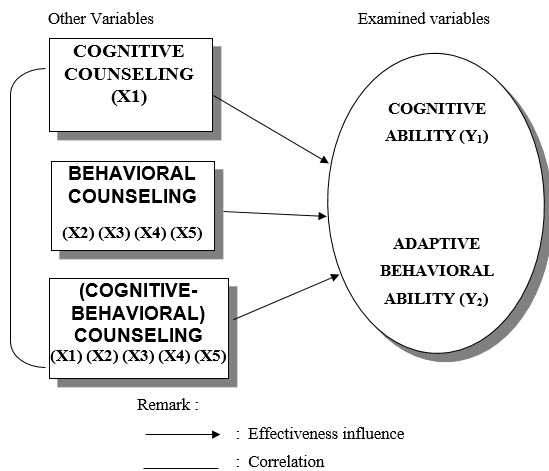 Other Variables
Examined variables
COGNITIVE
COUNSELING
(X1)
BEHAVIORAL
COUNSELING
(X2) (X3) (X4) (X5)
(COGNITIVE-
BEHAVIORAL)
COUNSELING
(X1) (X2) (X3) (X4) (X5)
COGNITIVE
ABILITY (Y₁)
ADAPTIVE
BEHAVIORAL
ABILITY (Y₂)
Remark :
: Effectiveness influence
: Correlation